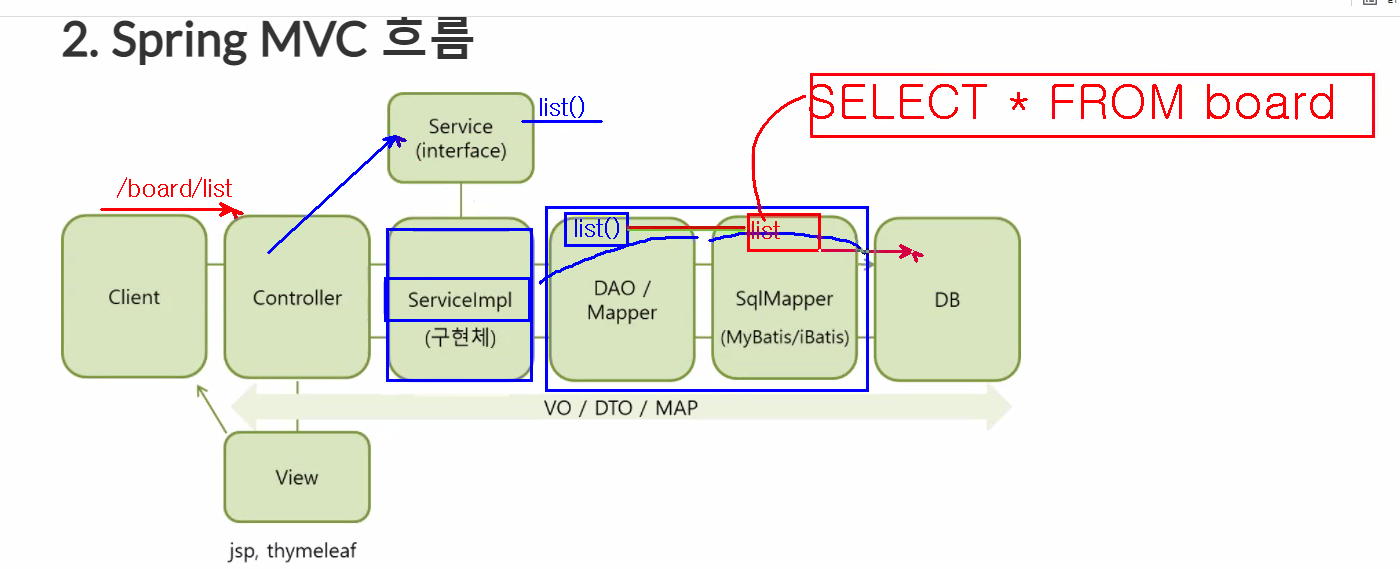 2. Spring MVC 흐름
SELECT * FROM board
list()
Service
(interface)
/board/list
list()
list
Client
Controller
ServiceImpl
(구현체)
DAO /
Mapper
SqlMapper
(MyBatis/iBatis)
DB
VO / DTO / MAP
View
jsp, thymeleaf